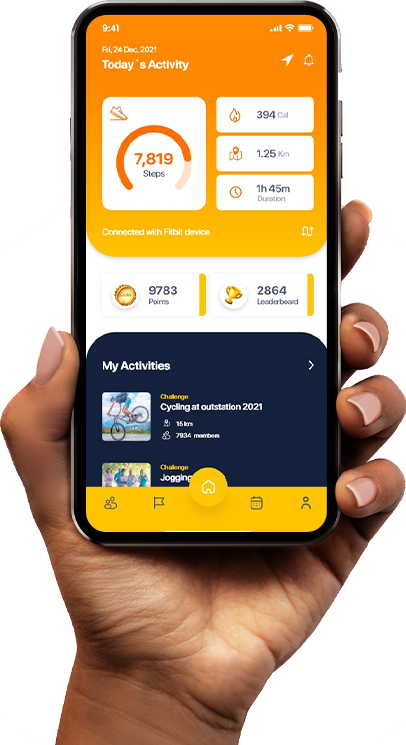 9:41
Fri, 24 Dec, 2021
Today`s Activity
7,819
Steps
394 Cal
1.25 Km
1h 45m
Duration
Connected with Fitbit device
9783
Points
2864
Leaderboard
My Activities
Challenge
Cycling at outstation 2021
15 km
7934 members
Challenge
Jogging